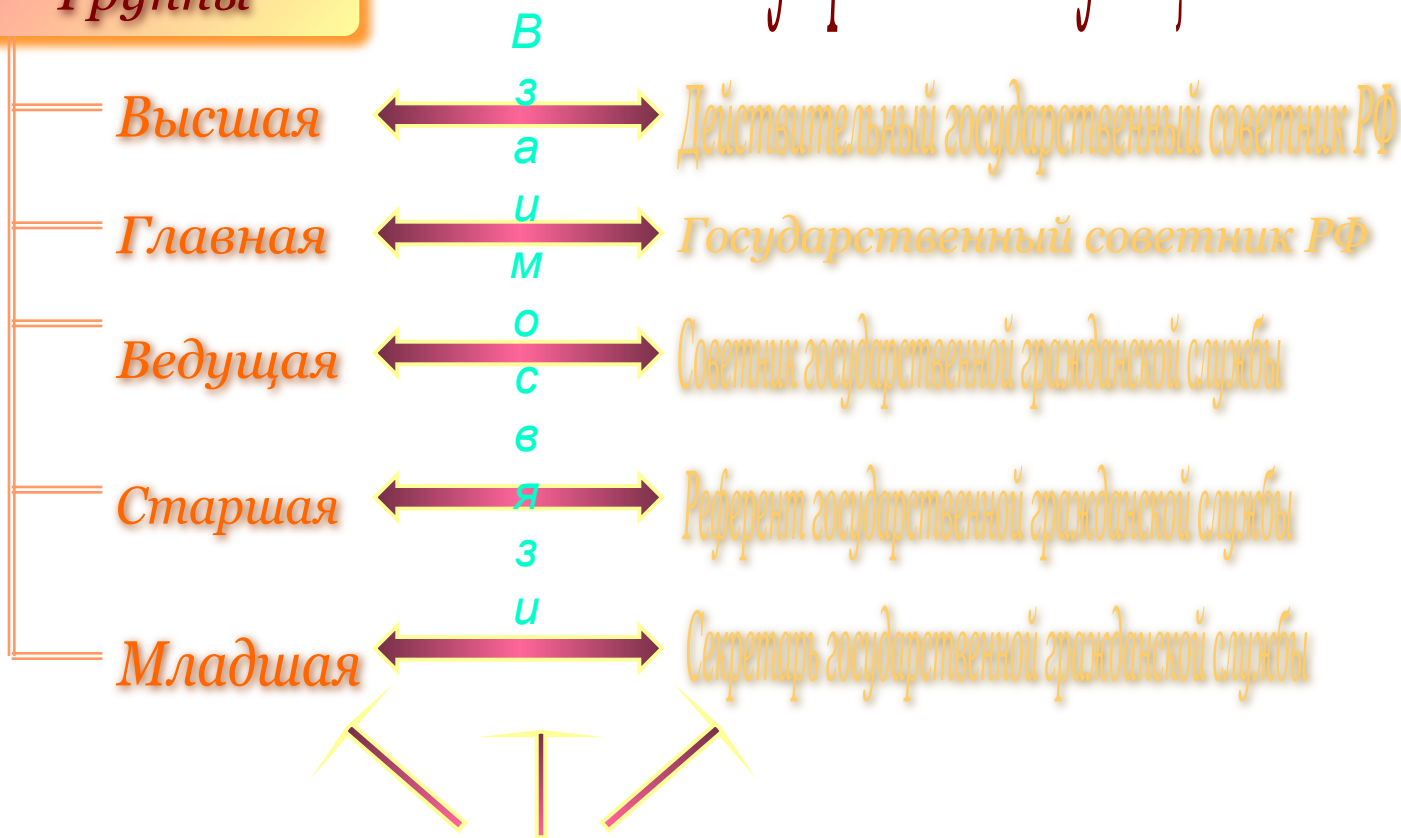 Группы
Высшая
Действительный государственный советник РФ
Главная
Государственный советник РФ
Ведущая
Советник государственной гражданской службы
Старшая
Референт государственной гражданской службы
Младшая
Секретарь государственной гражданской службы
Взаимосвязи